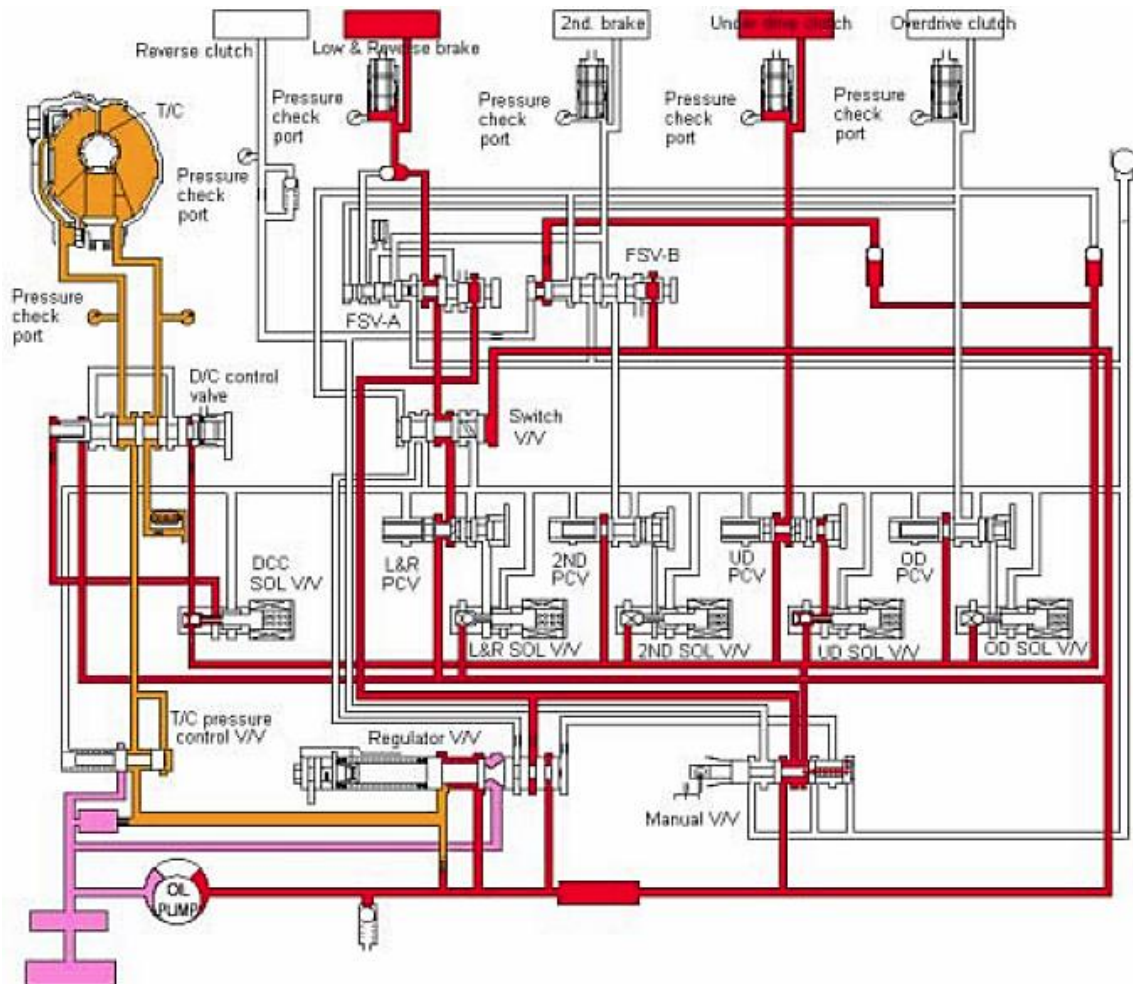 Reverse clutch
Low & Reverse brake
2nd. brake
Under drive clutch
Overdrive clutch
T/C
Pressure
check
port
Pressure
check
port
Pressure
check
port
Pressure
check
port
Pressure
check
port
Pressure
check
port
FSV-A
FSV-B
D/C control
valve
Switch
V/V
DCC
SOL V/V
L&R
PCV
2ND
PCV
UD
PCV
OD
PCV
L&R SOL V/V
2ND SOL V/V
UD SOL V/V
OD SOL V/V
T/C pressure
control V/V
Regulator V/V
Manual V/V
OIL
PUMP